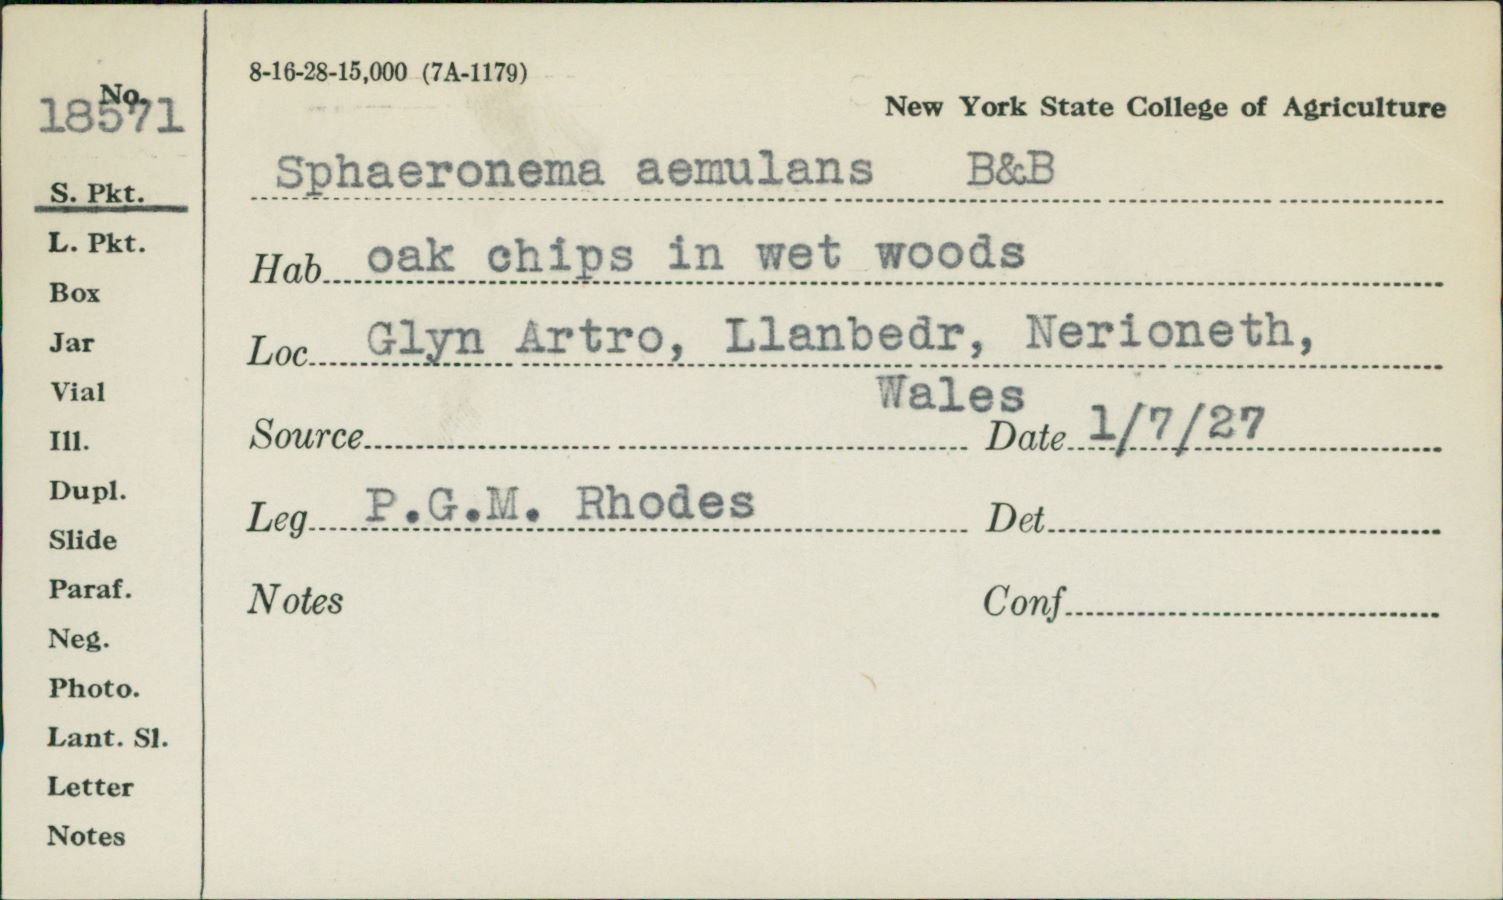 8-16-28-15,000 (7A-1179)
New York State College of Agriculture
No.
18571
S. Pkt.
L. Pkt.
Box
Jar
Vial
Ill.
Dupl.
Slide
Paraf.
Neg.
Photo.
Lant. Sl.
Letter
Notes
Sphaeronema aemulans B&B
Hab oak chips in wet woods
Loc Glyn Artro, Llanbedr, Nerioneth,
Wales
Source Date 1/7/27
Leg P.G.M. Rhodes Det
Notes Conf